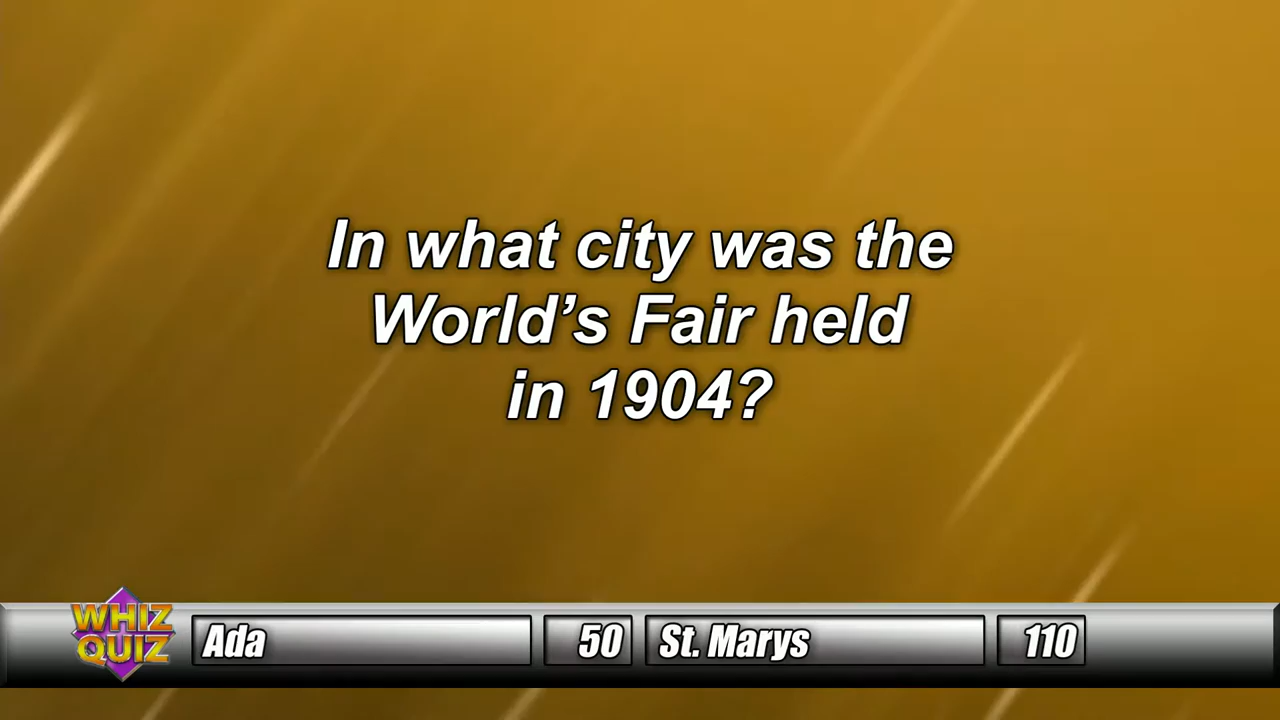 In what city was the
World's Fair held
in 1904?
WHIZ
QUIZ
Ada 50 St. Marys 110